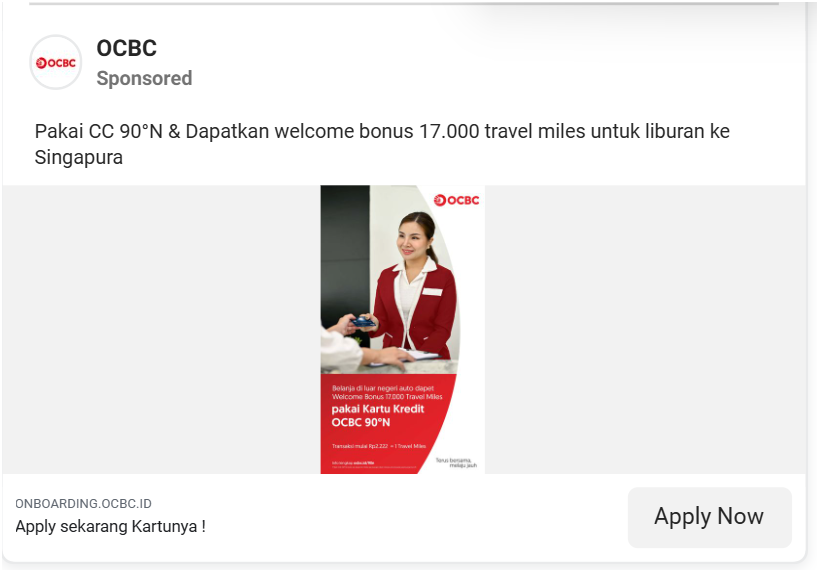 OCBC
OCBC
Sponsored
Pakai CC 90°N & Dapatkan welcome bonus 17.000 travel miles untuk liburan ke
Singapura
OCBC
Belanja di luar negeri auto dapet
Welcome Bonus 17.000 Travel Miles
pakai Kartu Kredit
OCBC 90°N
Transaksi mulai Rp2.222 = 1 Travel Miles
Terus bersama,
melaju jauh
ONBOARDING.OCBC.ID
Apply sekarang Kartunya !
Apply Now